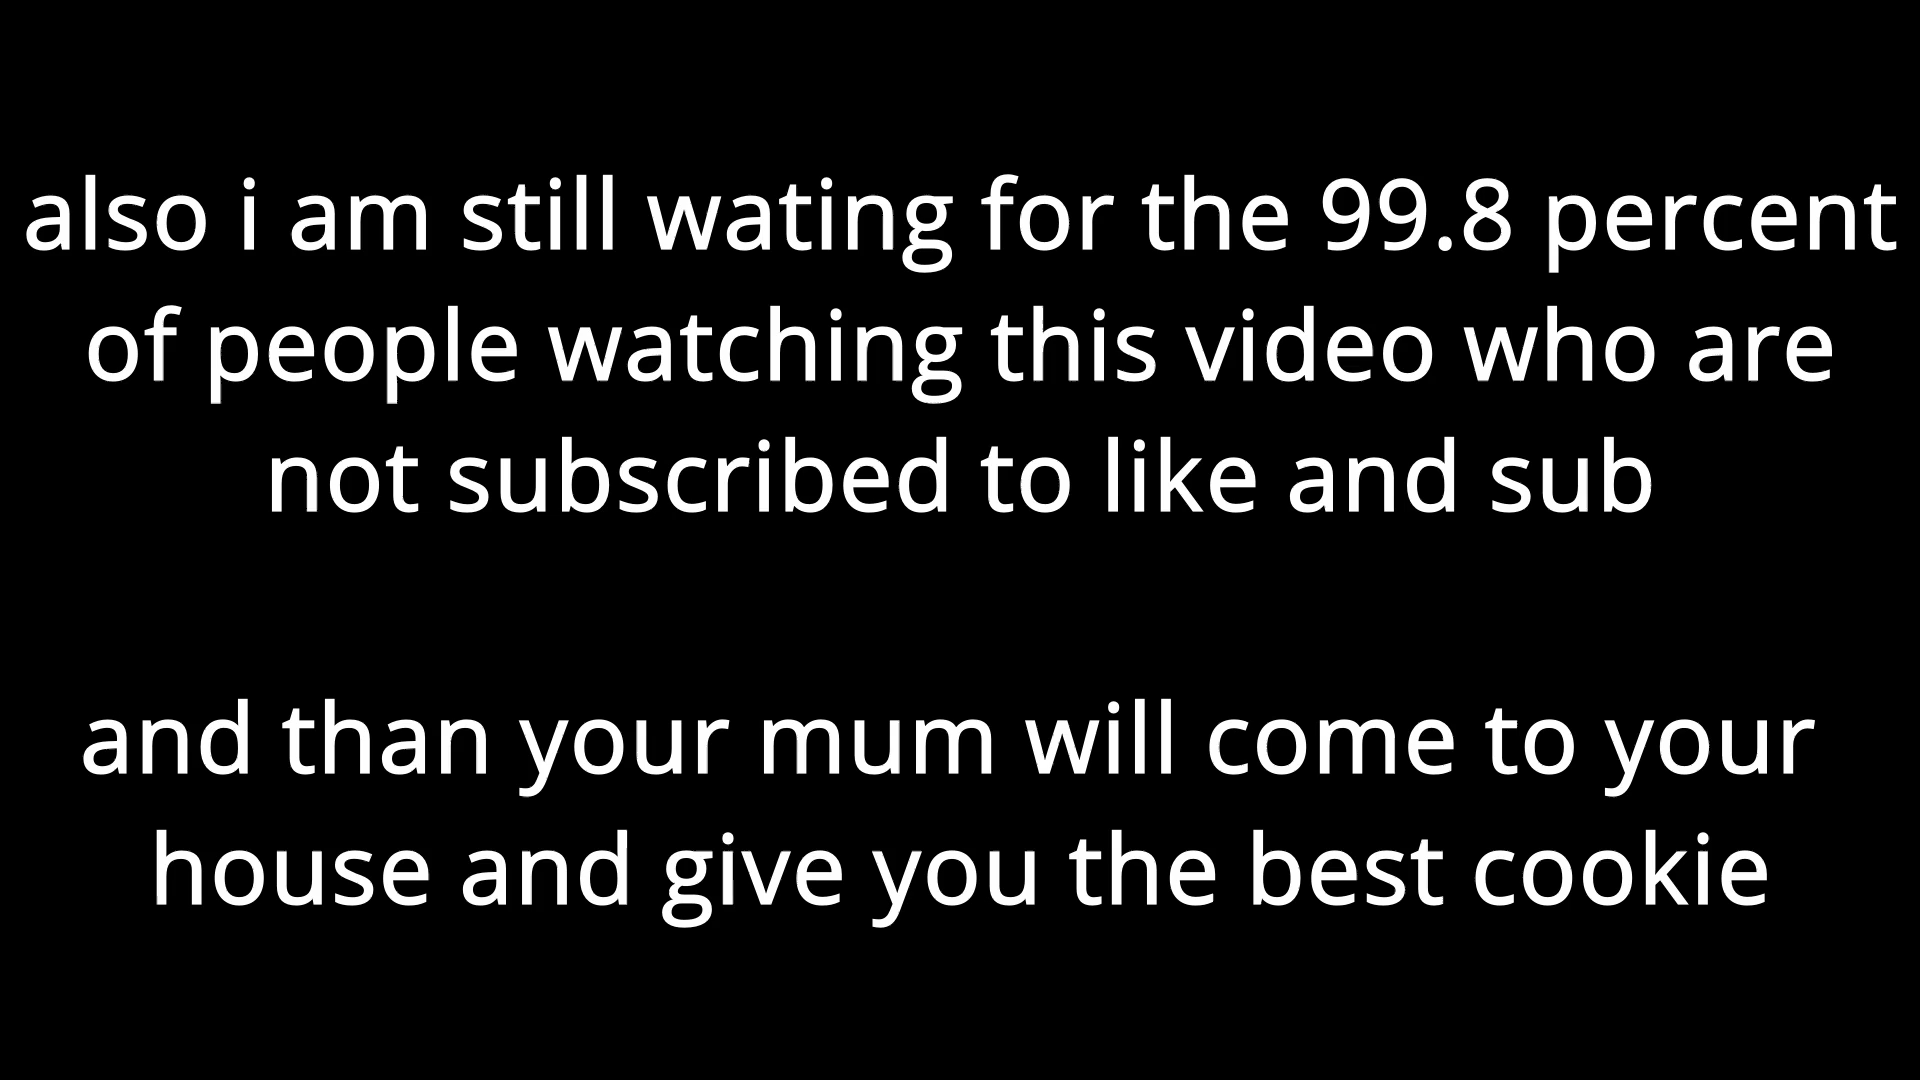 also i am still wating for the 99.8 percent
of people watching this video who are
not subscribed to like and sub
and than your mum will come to your
house and give you the best cookie